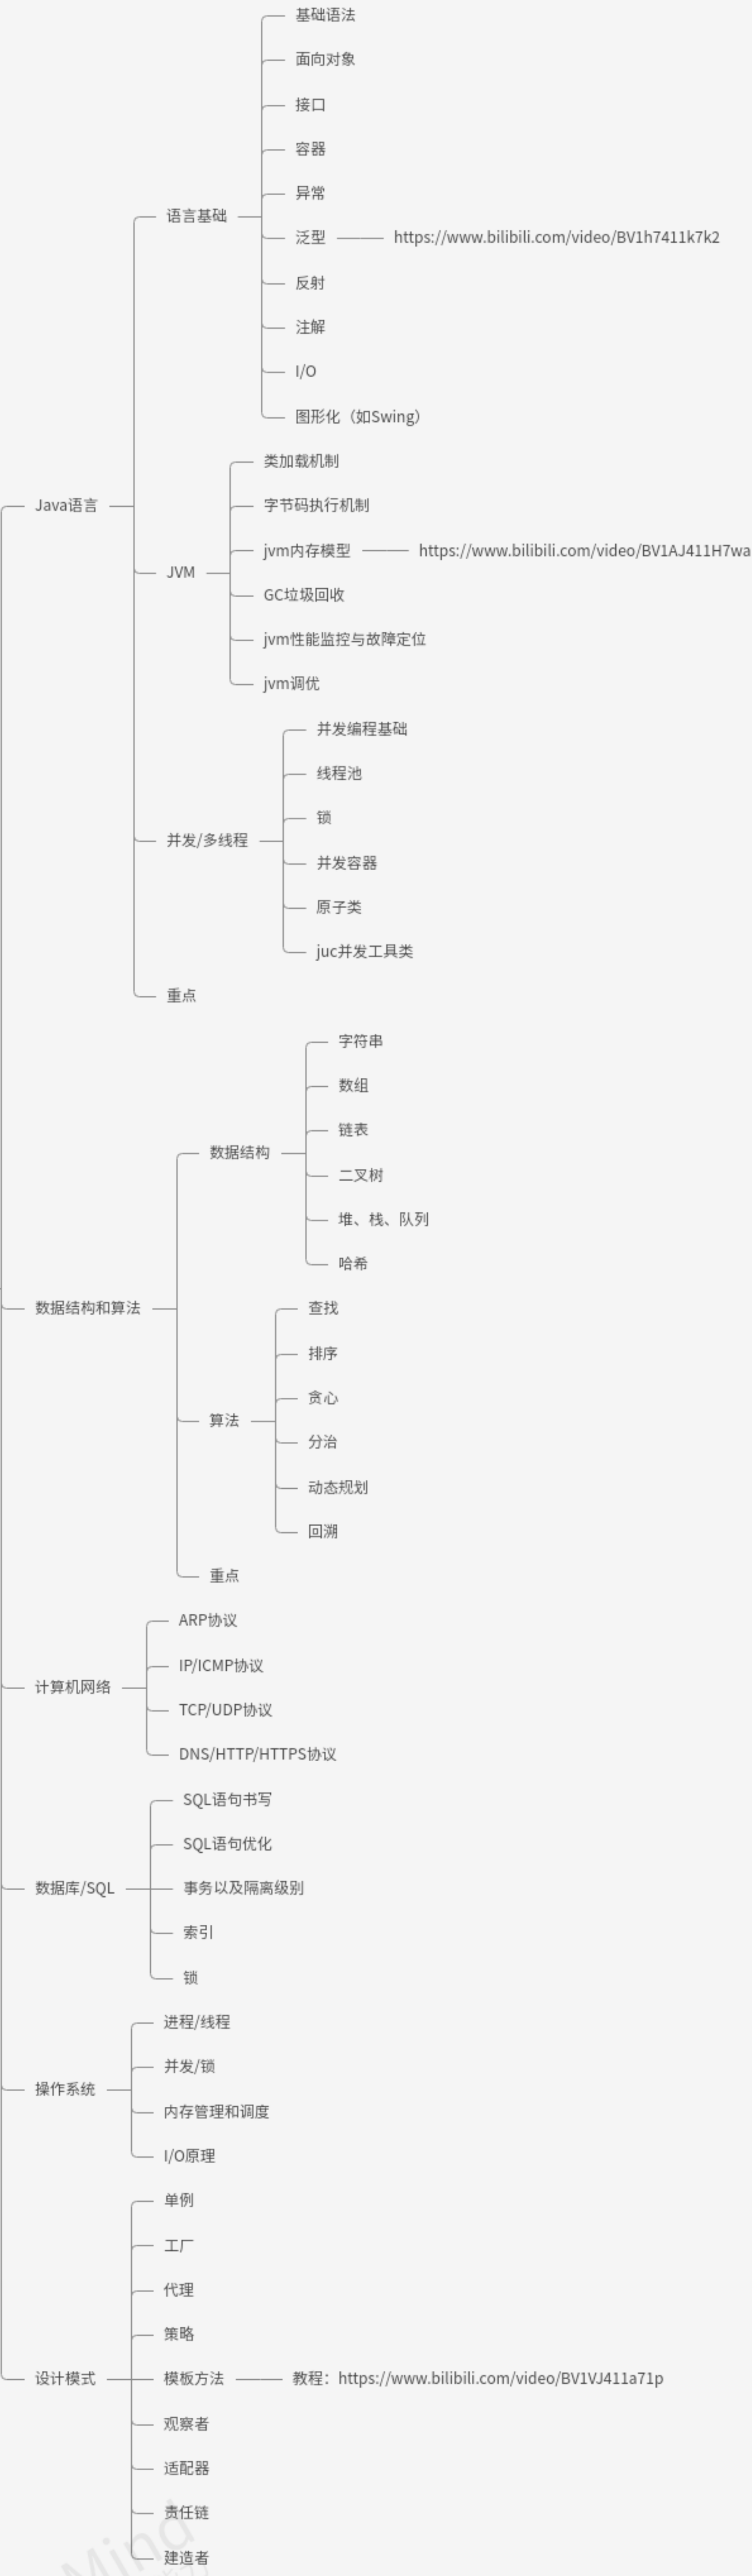 基础语法
面向对象
接口
容器
异常
语言基础
泛型
https://www.bilibili.com/video/BV1h7411k7k2
反射
注解
I/O
图形化（如Swing）
类加载机制
Java语言
字节码执行机制
jvm内存模型
https://www.bilibili.com/video/BV1AJ411H7wa
JVM
GC垃圾回收
jvm性能监控与故障定位
jvm调优
并发编程基础
线程池
锁
并发/多线程
并发容器
原子类
juc并发工具类
重点
字符串
数组
链表
数据结构
二叉树
堆、栈、队列
哈希
数据结构和算法
查找
排序
贪心
算法
分治
动态规划
回溯
重点
ARP协议
IP/ICMP协议
计算机网络
TCP/UDP协议
DNS/HTTP/HTTPS协议
SQL语句书写
SQL语句优化
数据库/SQL
事务以及隔离级别
索引
锁
进程/线程
并发/锁
操作系统
内存管理和调度
I/O原理
单例
工厂
代理
策略
设计模式
模板方法
教程：https://www.bilibili.com/video/BV1VJ411a71p
观察者
适配器
责任链
建造者
Mind